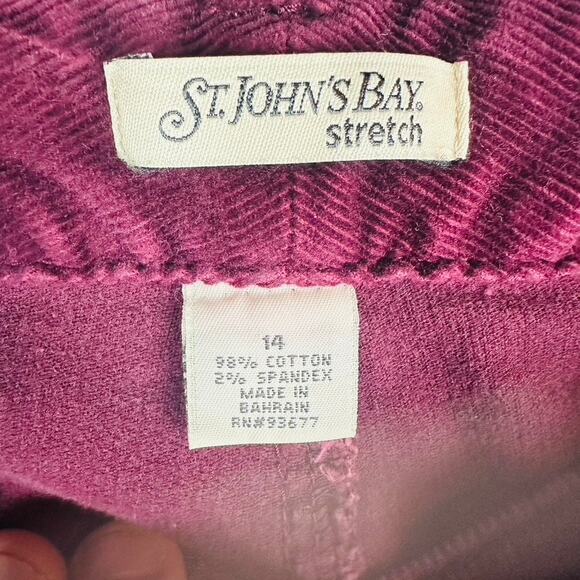 ST. JOHN'S BAY®
stretch
14
98% COTTON
2% SPANDEX
MADE IN
BAHRAIN
RN#93677